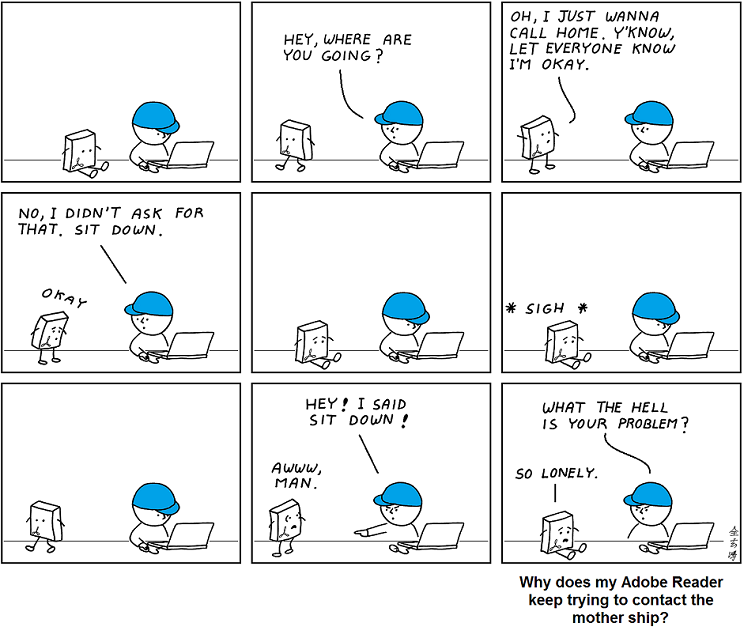 HEY, WHERE ARE
YOU GOING?
OH, I JUST WANNA
CALL HOME. Y'KNOW,
LET EVERYONE KNOW
I'M OKAY.
NO, I DIDN'T ASK FOR
THAT. SIT DOWN.
OKAY
* SIGH *
HEY! I SAID
SIT DOWN!
AWWW,
MAN.
WHAT THE HELL
IS YOUR PROBLEM?
SO LONELY.
Why does my Adobe Reader
keep trying to contact the
mother ship?